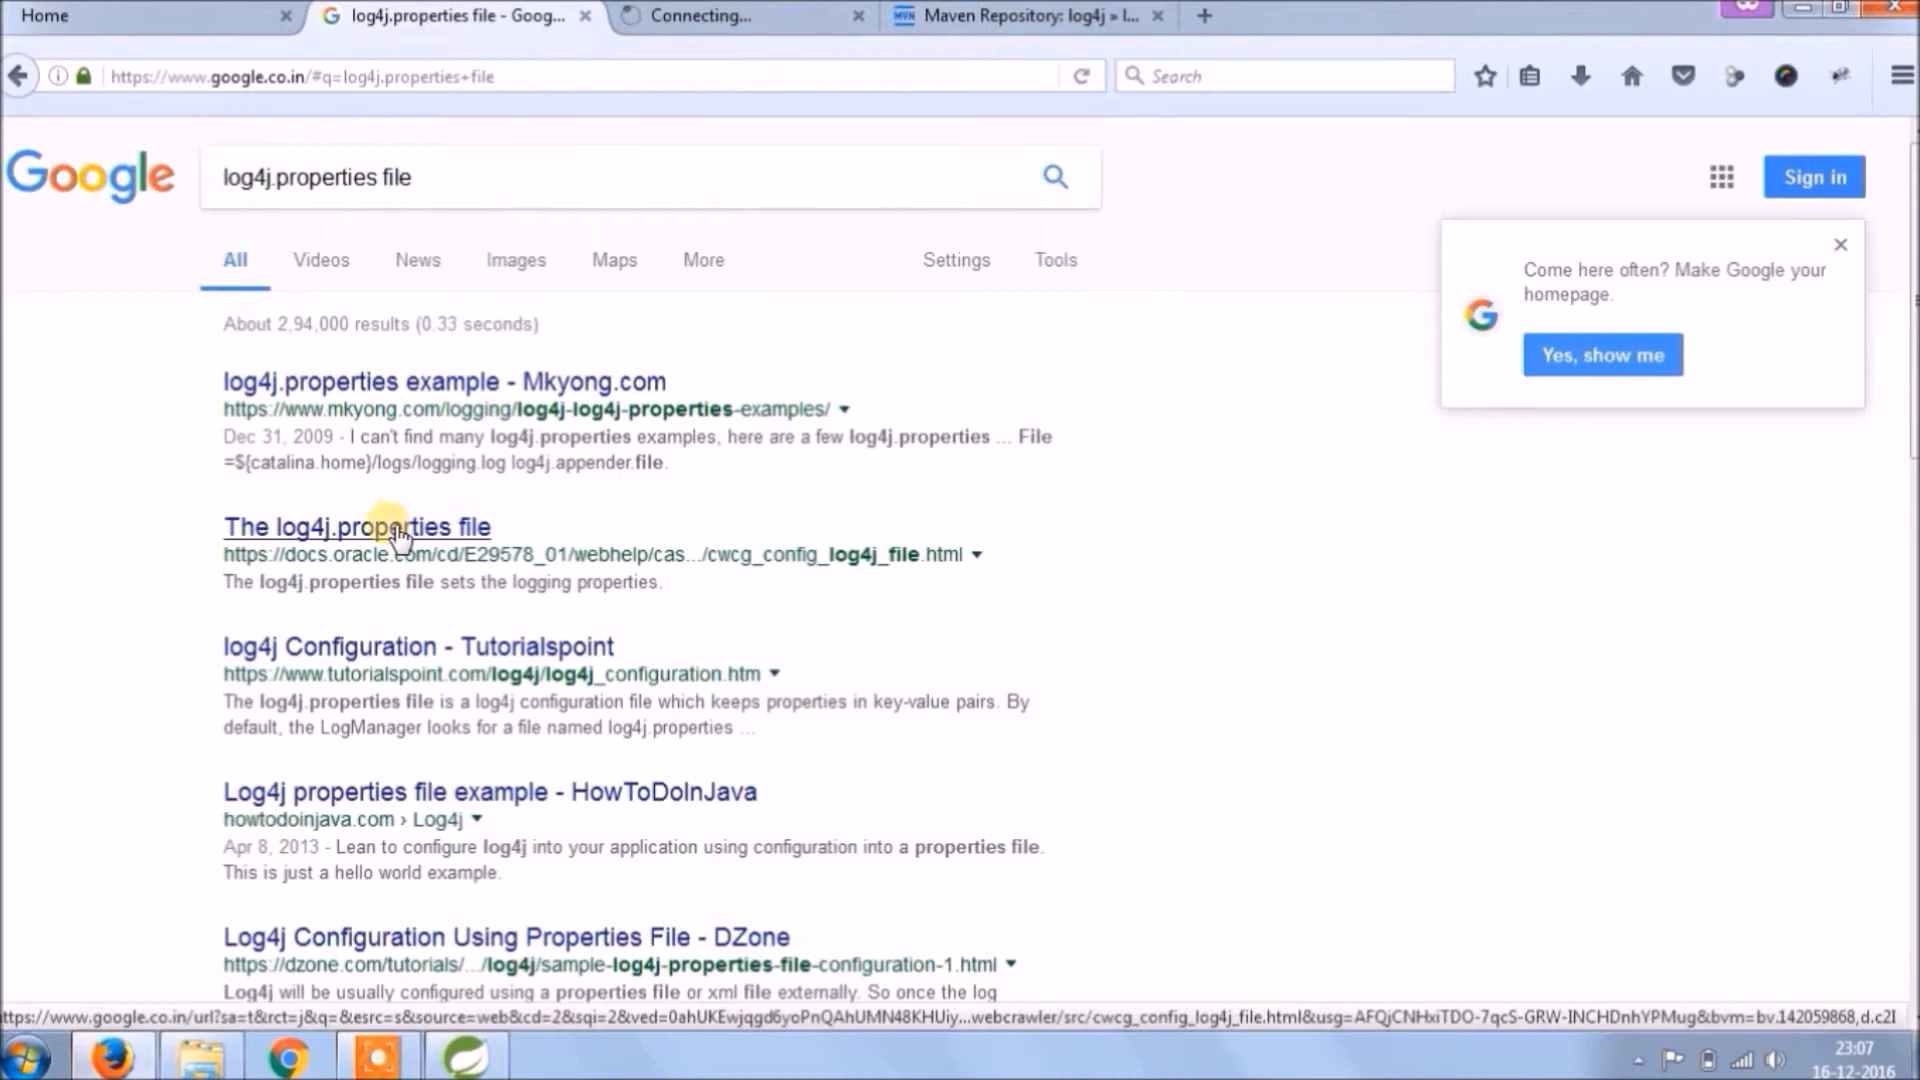 Home
log4j.properties file - Goog...
Connecting...
MVN
Maven Repository: log4j » l...
https://www.google.co.in/#q=log4j.properties+file
Search
Google
log4j.properties file
Sign in
All
Videos
News
Images
Maps
More
Settings
Tools
Come here often? Make Google your
homepage.
Yes, show me
About 2,94,000 results (0.33 seconds)
log4j.properties example - Mkyong.com
https://www.mkyong.com/logging/log4j-log4j-properties-examples/
Dec 31, 2009 - I can't find many log4j.properties examples, here are a few log4j.properties ... File
=${catalina.home}/logs/logging.log log4j.appender.file.
The log4j.properties file
https://docs.oracle.com/cd/E29578_01/webhelp/cas.../cwcg_config_log4j_file.html
The log4j.properties file sets the logging properties.
log4j Configuration - Tutorialspoint
https://www.tutorialspoint.com/log4j/log4j_configuration.htm
The log4j.properties file is a log4j configuration file which keeps properties in key-value pairs. By
default, the LogManager looks for a file named log4j.properties ...
Log4j properties file example - HowToDoInJava
howtodoinjava.com › Log4j
Apr 8, 2013 - Lean to configure log4j into your application using configuration into a properties file.
This is just a hello world example.
Log4j Configuration Using Properties File - DZone
https://dzone.com/tutorials/.../log4j/sample-log4j-properties-file-configuration-1.html
Log4j will be usually configured using a properties file or xml file externally. So once the log
ttps://www.google.co.in/url?sa=t&rct=j&q=&esrc=s&source=web&cd=2&sqi=2&ved=0ahUKEwjqgd6yoPnQAhUMN48KHUiy...webcrawler/src/cwcg_config_log4j_file.html&usg=AFQjCNHxiTDO-7qcS-GRW-INCHDnhYPMug&bvm=bv.142059868,d.c2I
23:07
16-12-2016